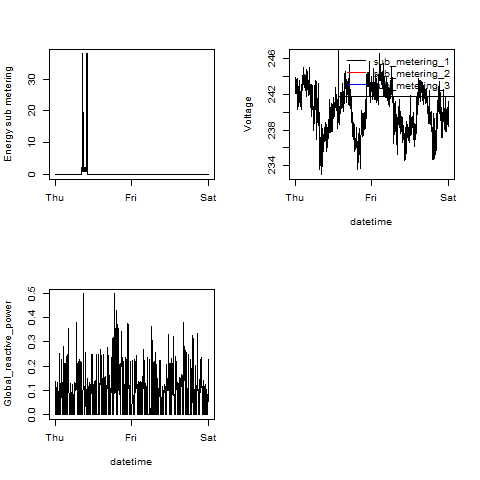 Energy sub metering
30
20
10
0
Thu
Fri
Sat
Voltage
246
242
238
234
sub_metering_1
sub_metering_2
sub_metering_3
Thu
Fri
Sat
datetime
Global_reactive_power
0.5
0.4
0.3
0.2
0.1
0.0
Thu
Fri
Sat
datetime